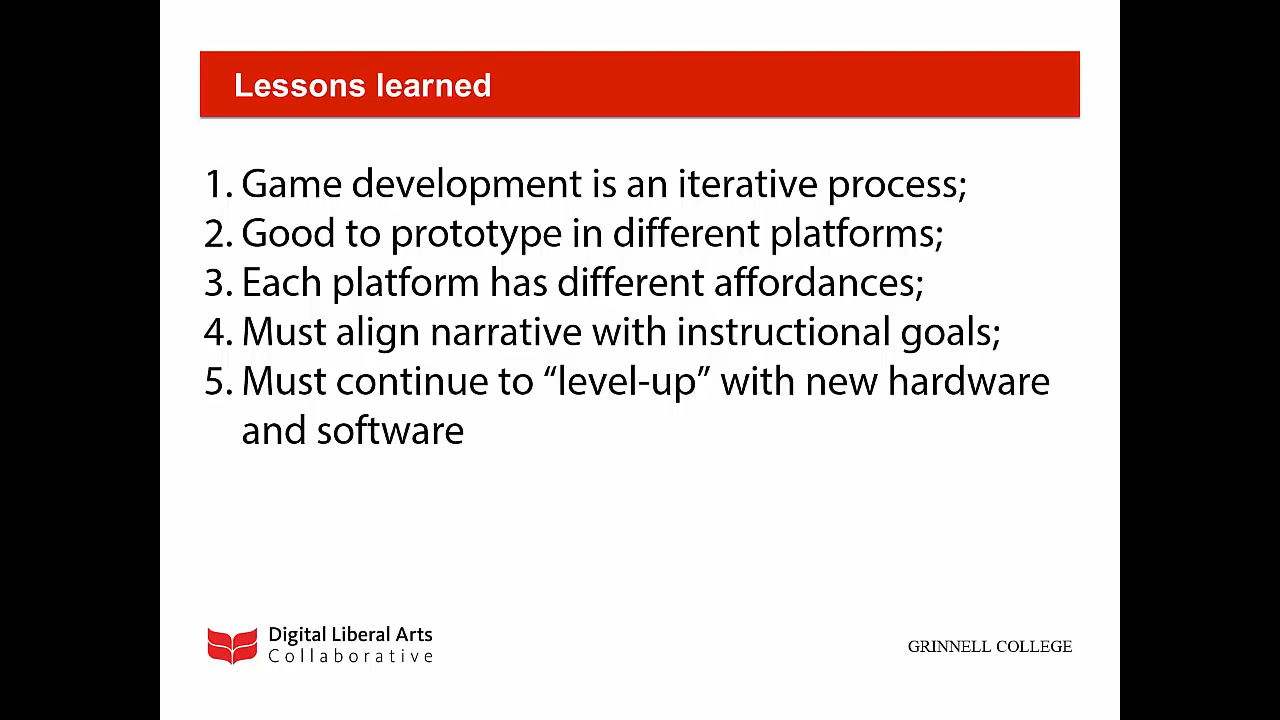 Lessons learned
1. Game development is an iterative process;
2. Good to prototype in different platforms;
3. Each platform has different affordances;
4. Must align narrative with instructional goals;
5. Must continue to “level-up” with new hardware
and software
Digital Liberal Arts
Collaborative
GRINNELL COLLEGE